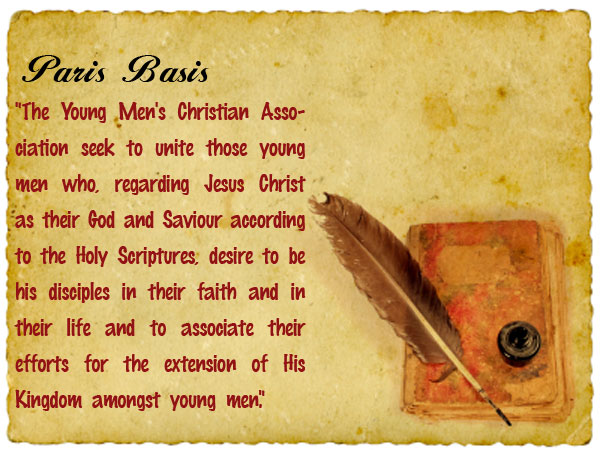 Paris Basis
"The Young Men's Christian Asso-
ciation seek to unite those young
men who, regarding Jesus Christ
as their God and Saviour according
to the Holy Scriptures, desire to be
his disciples in their faith and in
their life and to associate their
efforts for the extension of His
Kingdom amongst young men."